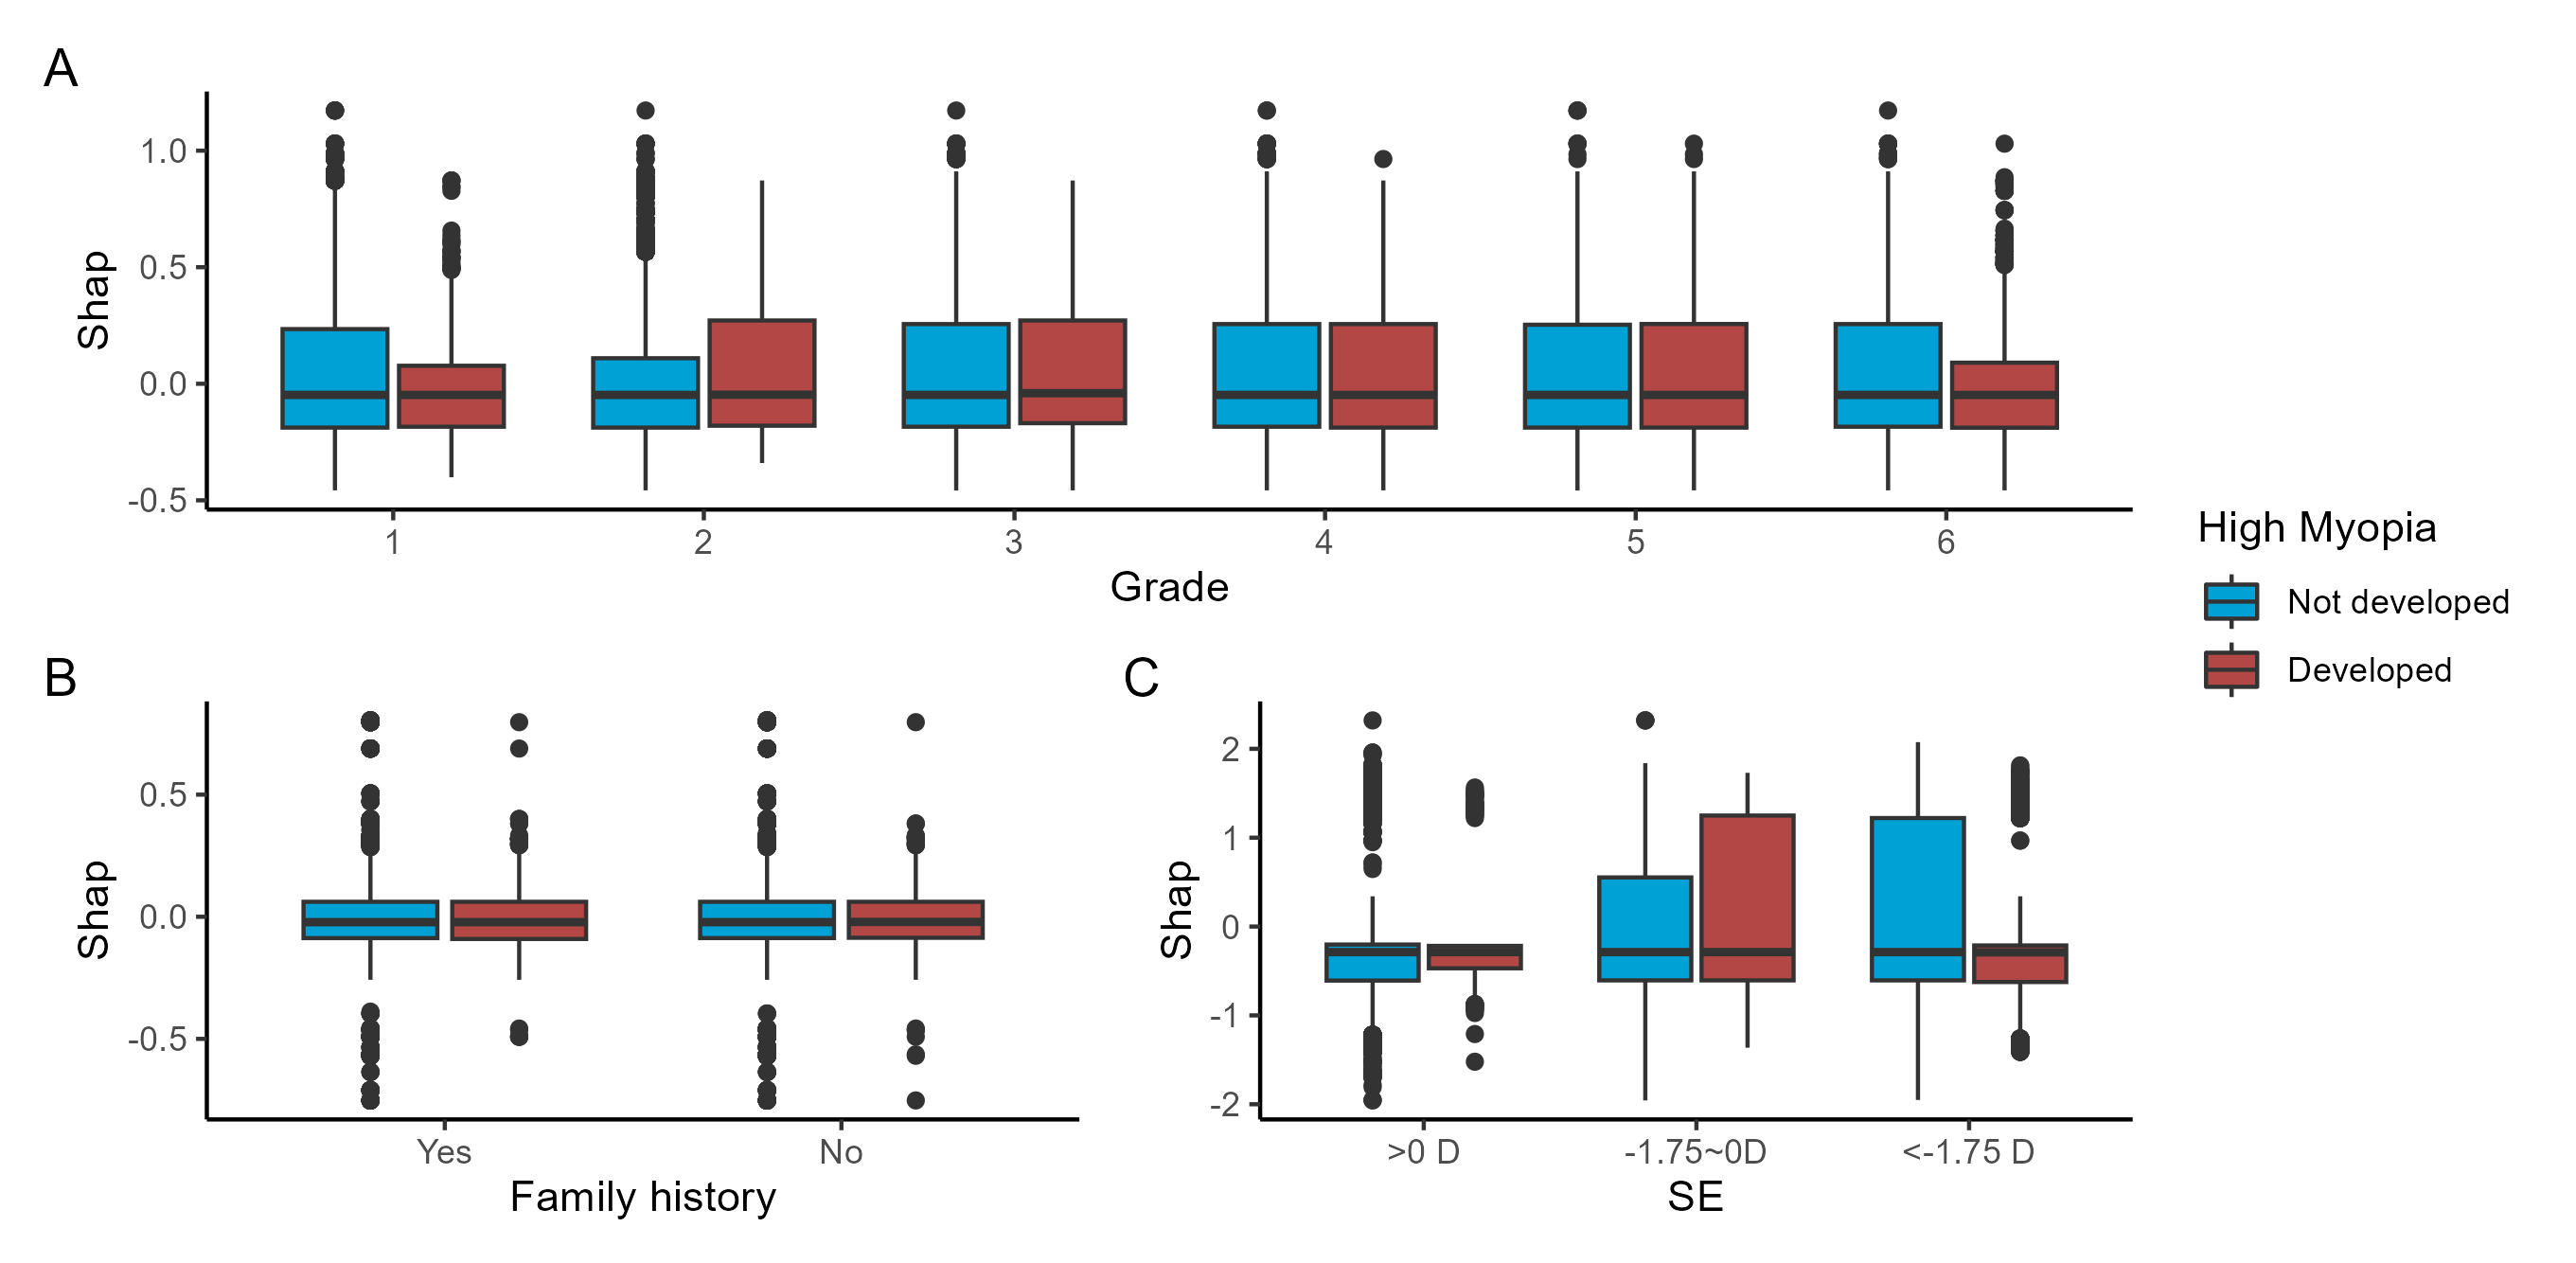 A
Shap
1.0
0.5
0.0
-0.5
1 2 3 4 5 6
Grade
High Myopia
Not developed
Developed
B
Shap
0.5
0.0
-0.5
Yes No
Family history
C
Shap
2
1
0
-1
-2
>0 D -1.75~0D <-1.75 D
SE